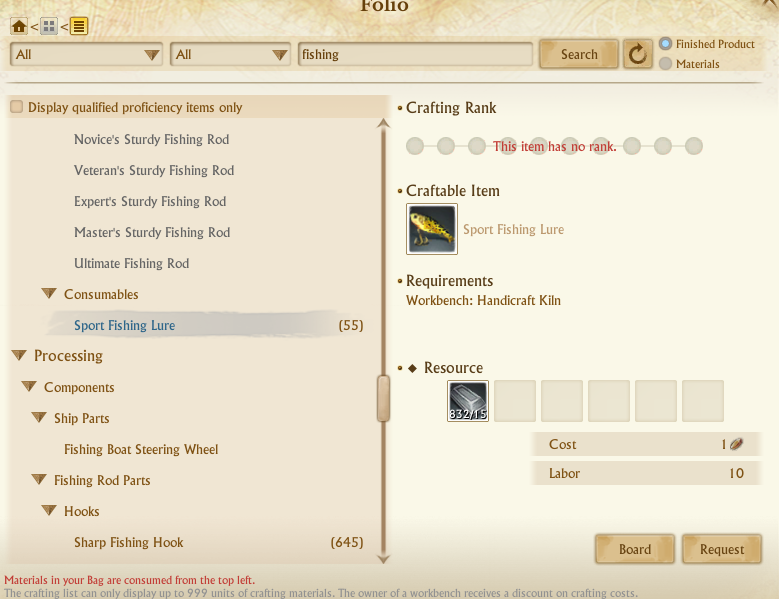 Folio
< <
All All fishing Search
Finished Product
Materials
Display qualified proficiency items only
Novice's Sturdy Fishing Rod
Veteran's Sturdy Fishing Rod
Expert's Sturdy Fishing Rod
Master's Sturdy Fishing Rod
Ultimate Fishing Rod
Consumables
Sport Fishing Lure (55)
Processing
Components
Ship Parts
Fishing Boat Steering Wheel
Fishing Rod Parts
Hooks
Sharp Fishing Hook (645)
• Crafting Rank
This item has no rank.
• Craftable Item
Sport Fishing Lure
• Requirements
Workbench: Handicraft Kiln
• ◆ Resource
832/15
Cost 1
Labor 10
Board Request
Materials in your Bag are consumed from the top left.
The crafting list can only display up to 999 units of crafting materials. The owner of a workbench receives a discount on crafting costs.